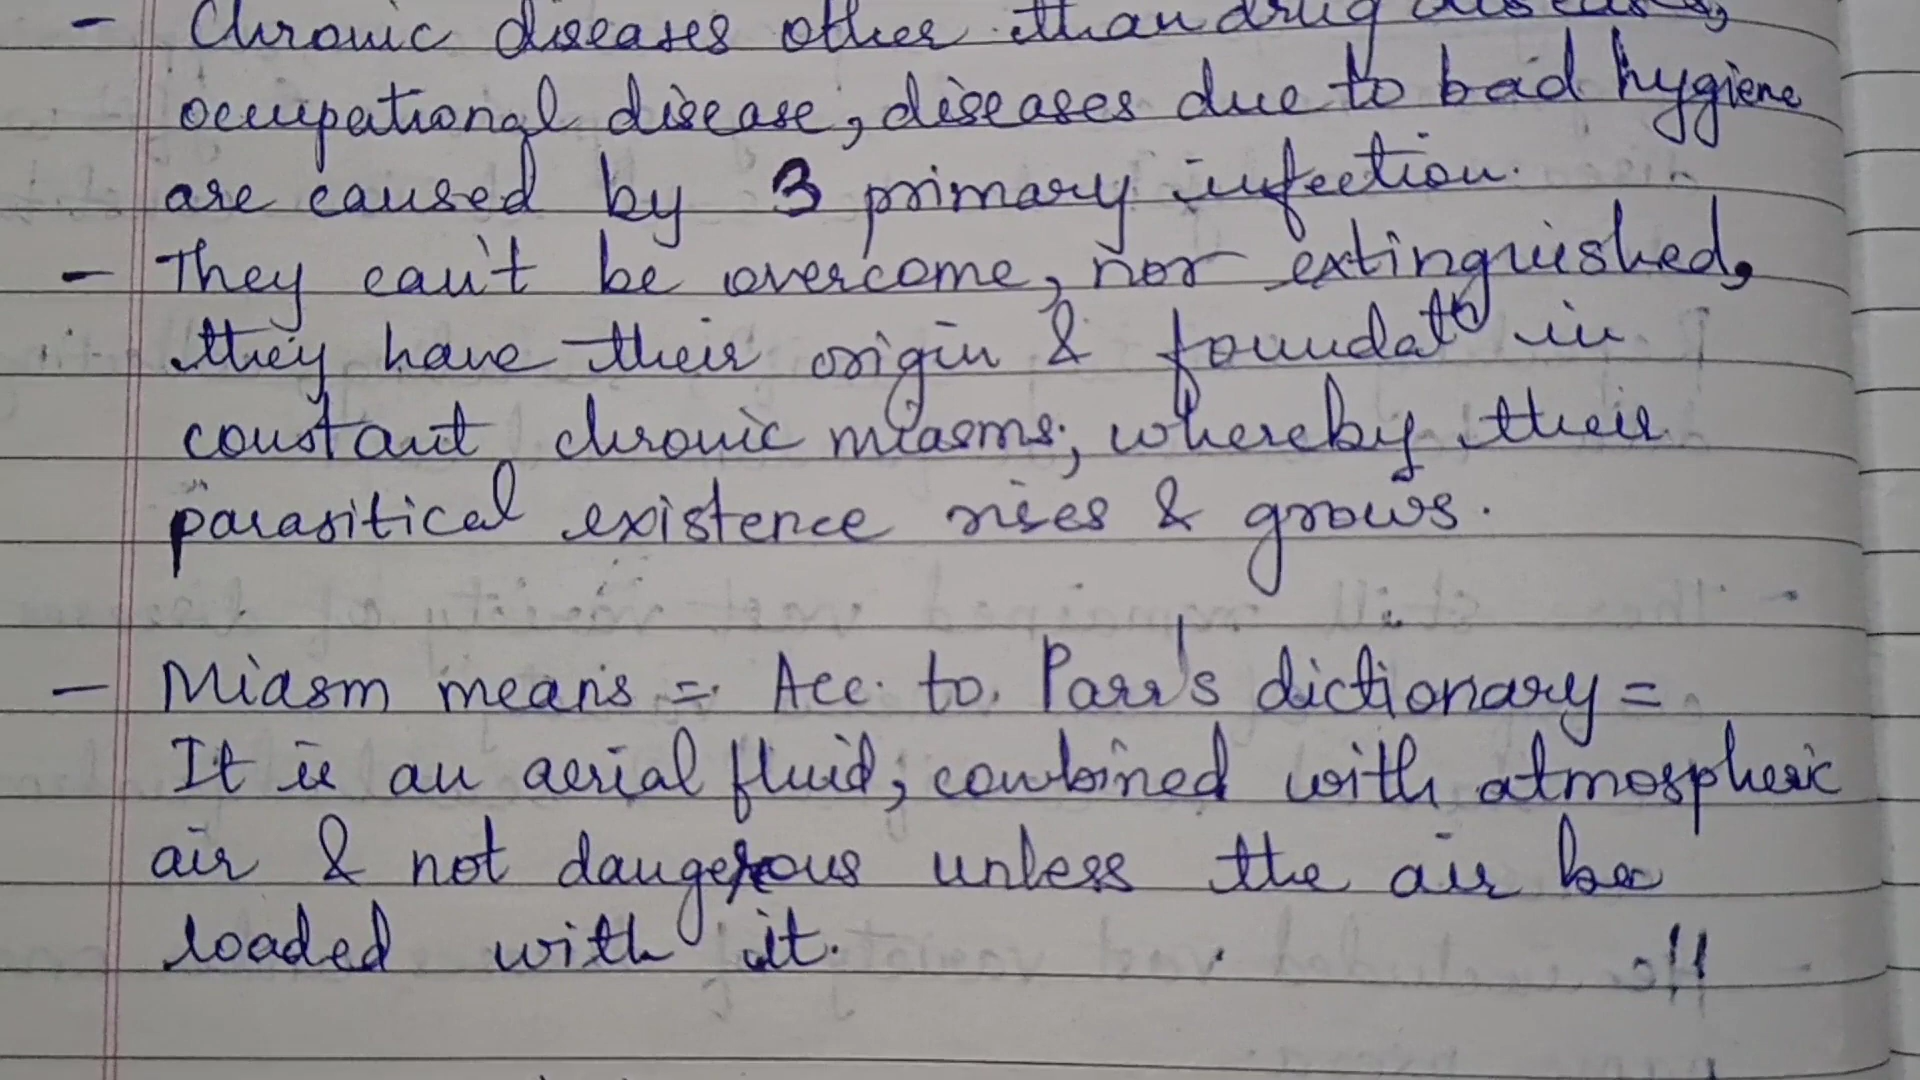 - Chronic diseases other than drug diseases,
occupational disease, diseases due to bad hygiene
are caused by 3 primary infection.
- They can't be overcome, nor extinguished,
they have their origin & foundatn in
constant chronic miasms; whereby their
parasitical existence rises & grows.
- Miasm means = Acc. to. Parr's dictionary =
It is an aerial fluid, combined with atmospheric
air & not dangerous unless the air be
loaded with it.